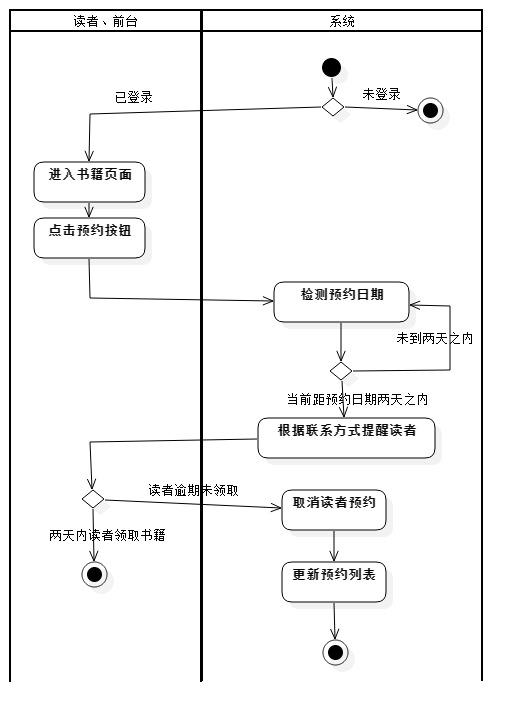 读者、前台
系统
已登录
未登录
进入书籍页面
点击预约按钮
检测预约日期
未到两天之内
当前距预约日期两天之内
根据联系方式提醒读者
读者逾期未领取
取消读者预约
两天内读者领取书籍
更新预约列表